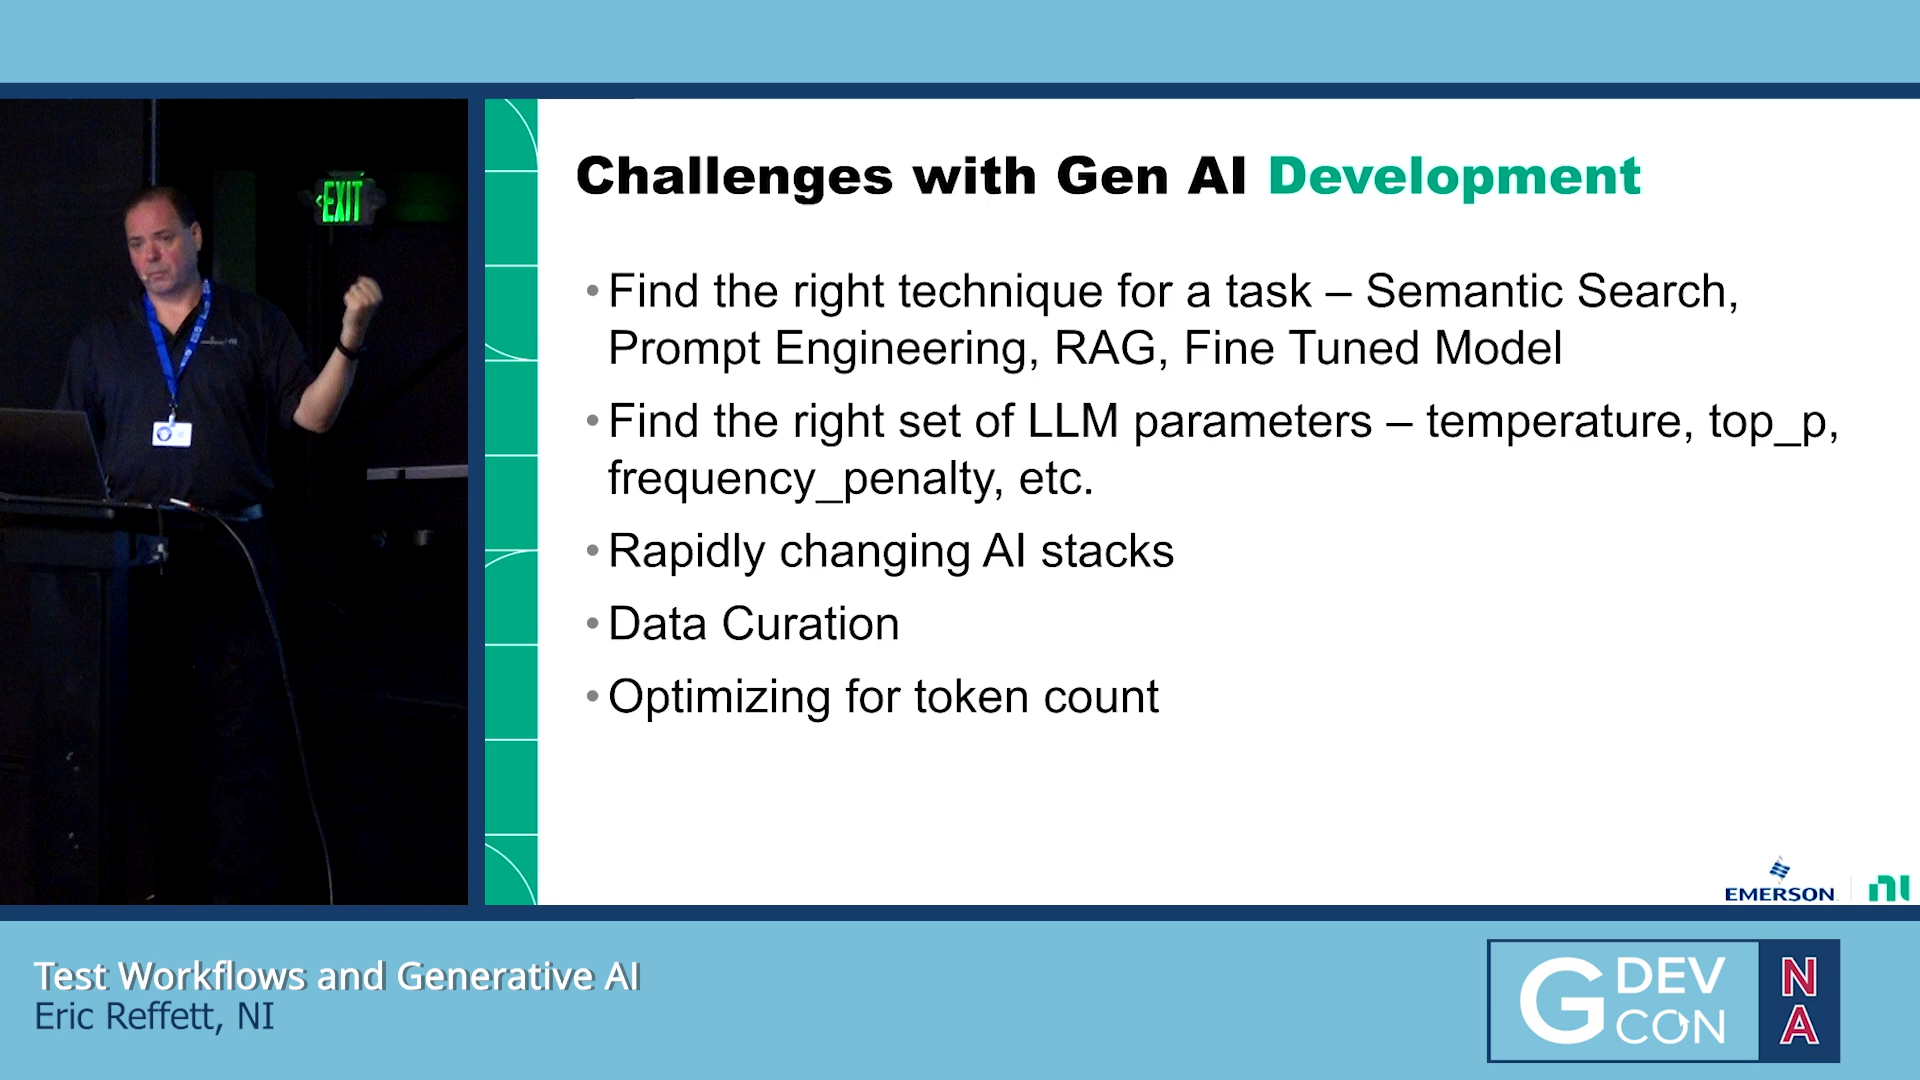 EXIT
Challenges with Gen AI Development
•Find the right technique for a task – Semantic Search,
Prompt Engineering, RAG, Fine Tuned Model
•Find the right set of LLM parameters – temperature, top_p,
frequency_penalty, etc.
•Rapidly changing AI stacks
•Data Curation
•Optimizing for token count
EMERSON
ni
Test Workflows and Generative AI
Eric Reffett, NI
G DEV CON
NA